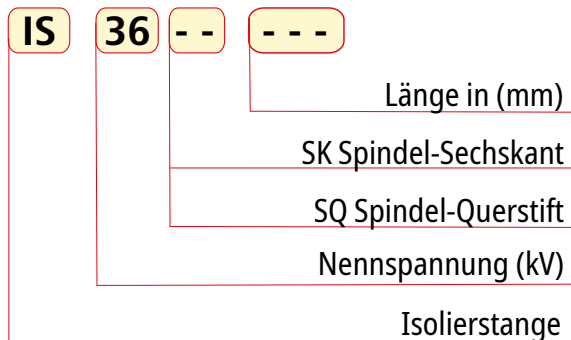 IS 36 -- ---
Länge in (mm)
SK Spindel-Sechskant
SQ Spindel-Querstift
Nennspannung (kV)
Isolierstange